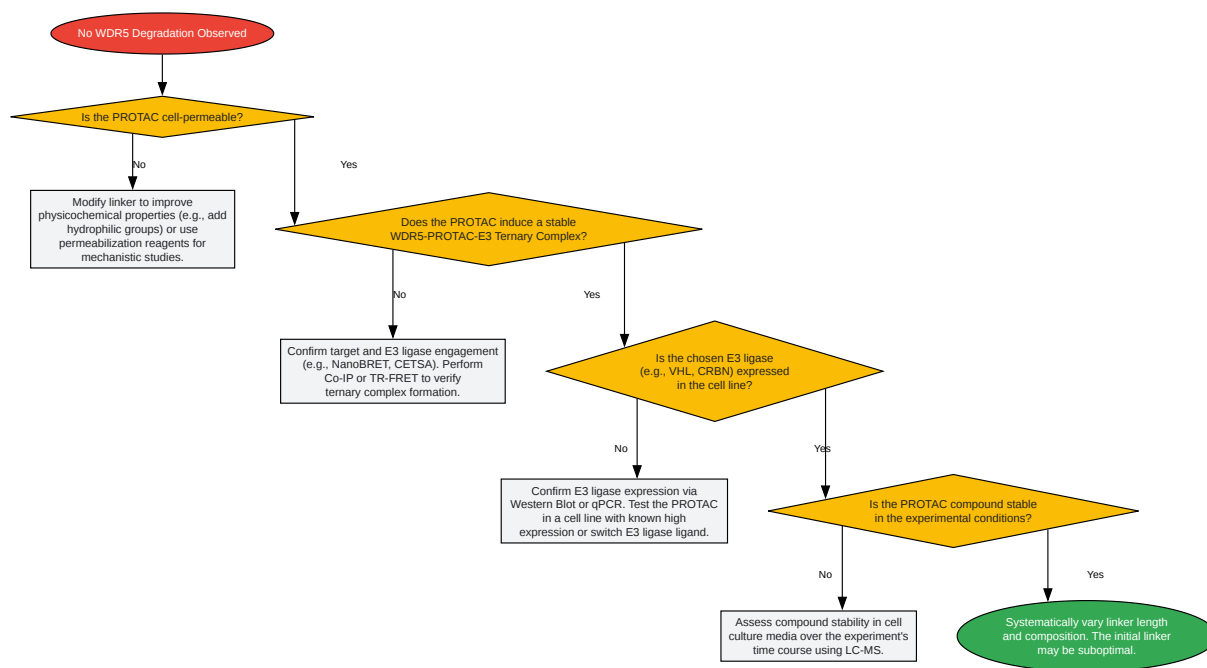 No WDR5 Degradation Observed
Is the PROTAC cell-permeable?
No
Yes
Modify linker to improve
physicochemical properties (e.g., add
hydrophilic groups) or use
permeabilization reagents for
mechanistic studies.
Does the PROTAC induce a stable
WDR5-PROTAC-E3 Ternary Complex?
No
Yes
Confirm target and E3 ligase engagement
(e.g., NanoBRET, CETSA). Perform
Co-IP or TR-FRET to verify
ternary complex formation.
Is the chosen E3 ligase
(e.g., VHL, CRBN) expressed
in the cell line?
No
Yes
Confirm E3 ligase expression via
Western Blot or qPCR. Test the PROTAC
in a cell line with known high
expression or switch E3 ligase ligand.
Is the PROTAC compound stable
in the experimental conditions?
No
Yes
Assess compound stability in cell
culture media over the experiment's
time course using LC-MS.
Systematically vary linker length
and composition. The initial linker
may be suboptimal.